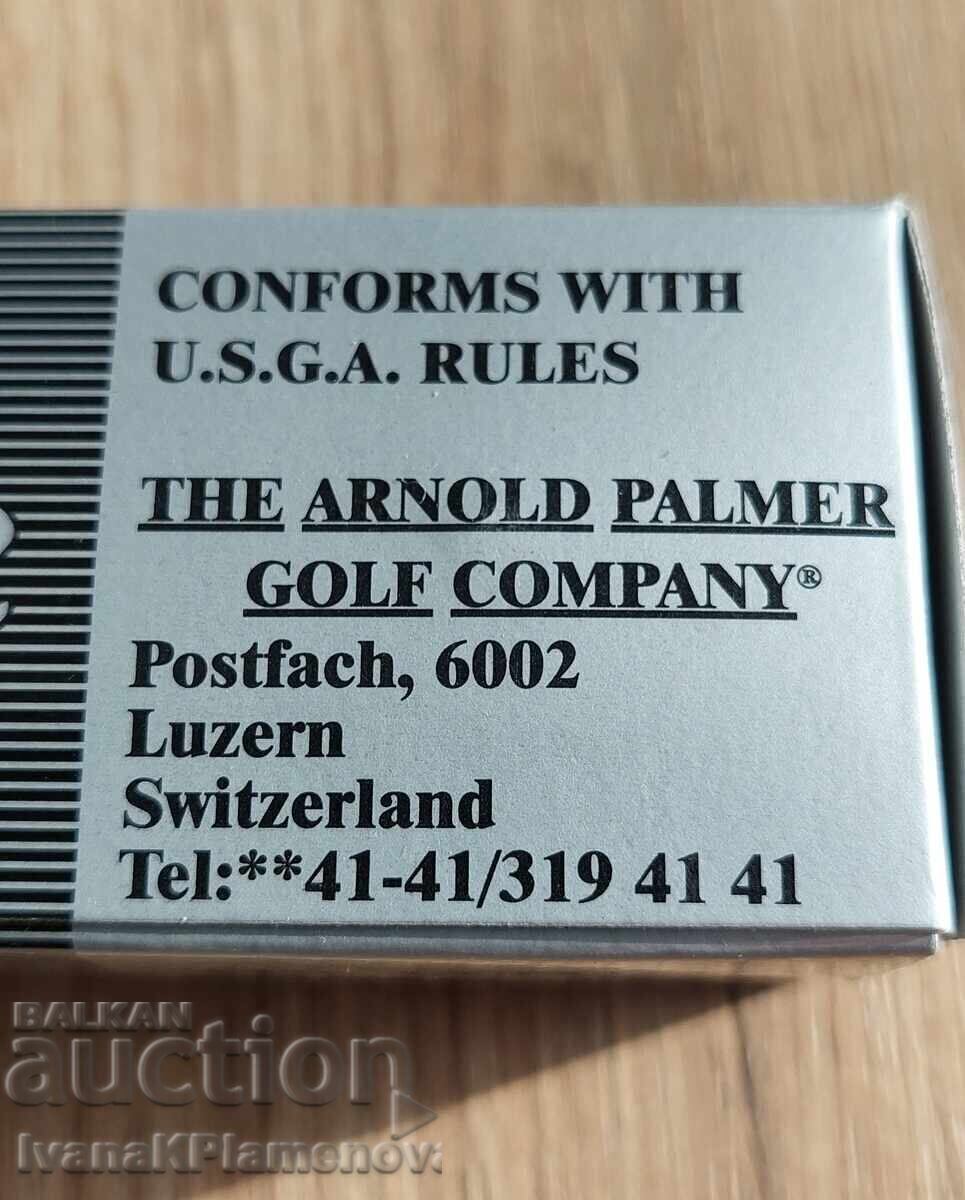 CONFORMS WITH
U.S.G.A. RULES
THE ARNOLD PALMER
GOLF COMPANY®
Postfach, 6002
Luzern
Switzerland
Tel:**41-41/319 41 41
BALKAN
auction
IvanaKPlamenova